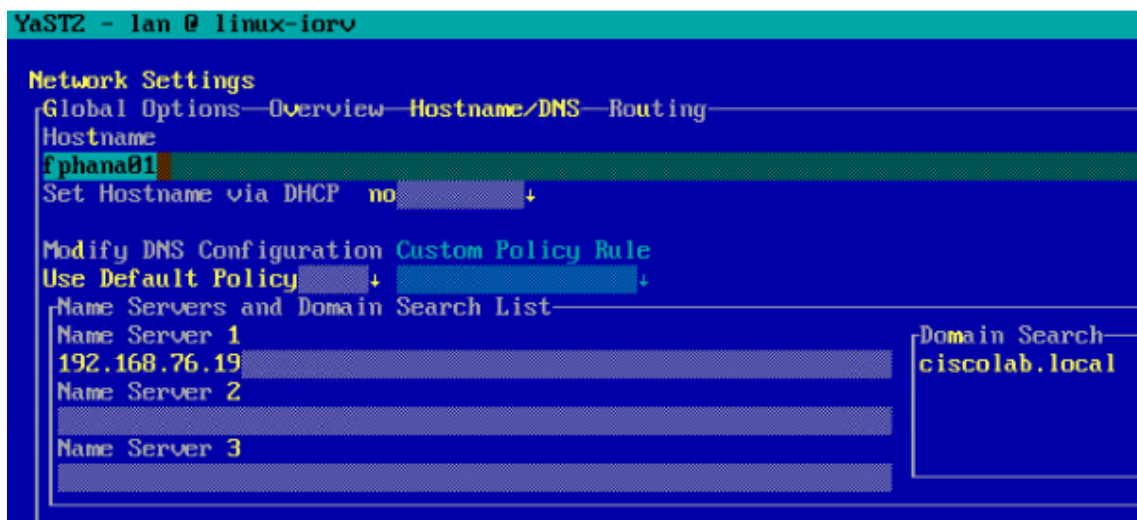 YaST2 - lan @ linux-iorv
Network Settings
Global Options Overview Hostname/DNS Routing
Hostname
fphana01
Set Hostname via DHCP no ↓
Modify DNS Configuration Custom Policy Rule
Use Default Policy ↓ ↓
Name Servers and Domain Search List
Name Server 1 Domain Search
192.168.76.19 ciscolab.local
Name Server 2
Name Server 3